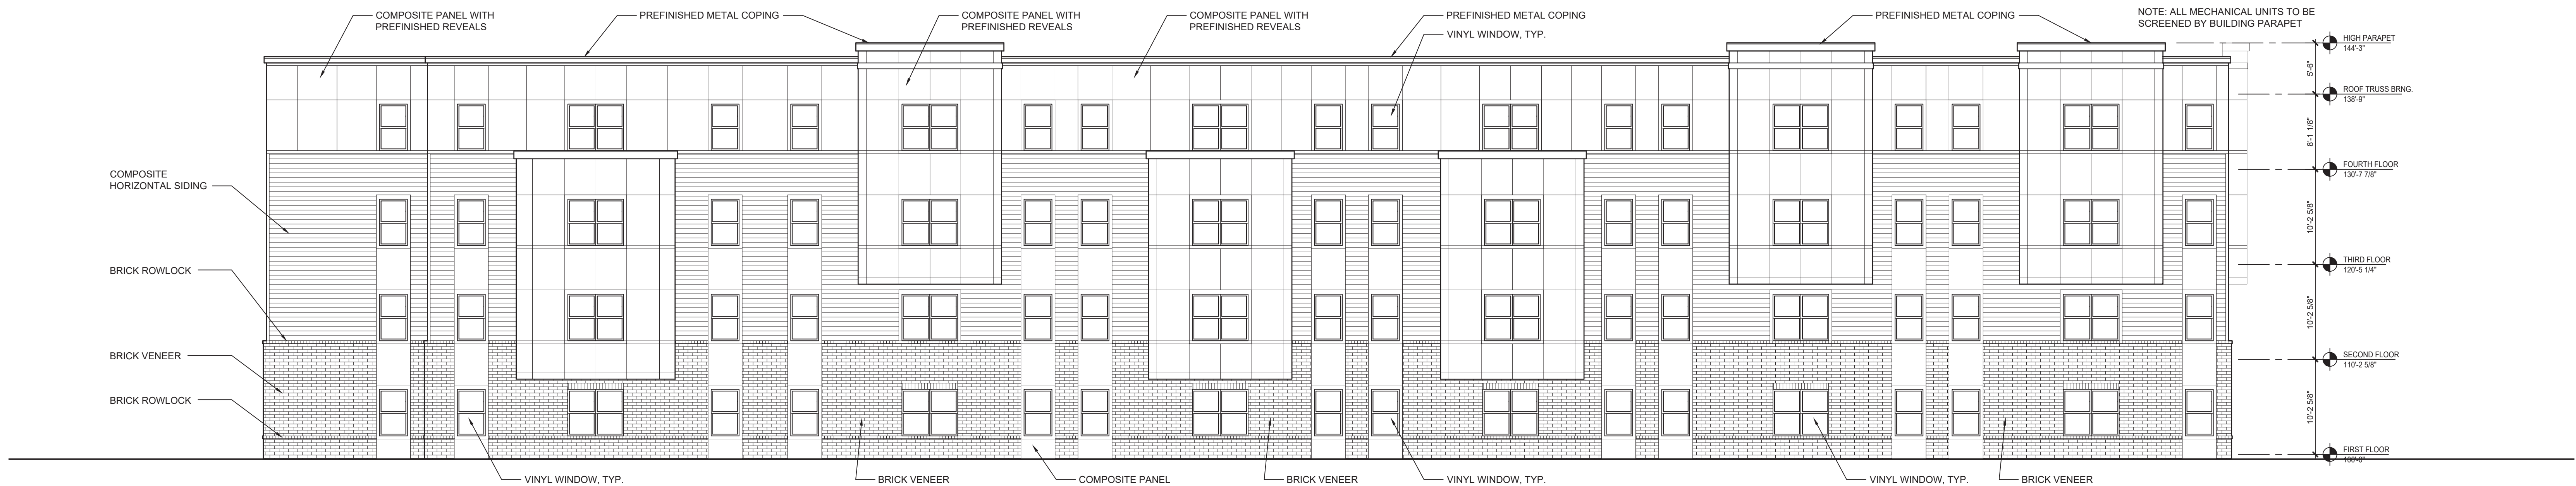 COMPOSITE PANEL WITH
PREFINISHED REVEALS
PREFINISHED METAL COPING
COMPOSITE PANEL WITH
PREFINISHED REVEALS
COMPOSITE PANEL WITH
PREFINISHED REVEALS
PREFINISHED METAL COPING
VINYL WINDOW, TYP.
PREFINISHED METAL COPING
NOTE: ALL MECHANICAL UNITS TO BE
SCREENED BY BUILDING PARAPET
HIGH PARAPET
144'-3"
5'-6"
ROOF TRUSS BRNG.
138'-9"
8'-1 1/8"
FOURTH FLOOR
130'-7 7/8"
10'-2 5/8"
THIRD FLOOR
120'-5 1/4"
10'-2 5/8"
SECOND FLOOR
110'-2 5/8"
10'-2 5/8"
FIRST FLOOR
100'-0"
COMPOSITE
HORIZONTAL SIDING
BRICK ROWLOCK
BRICK VENEER
BRICK ROWLOCK
VINYL WINDOW, TYP.
BRICK VENEER
COMPOSITE PANEL
BRICK VENEER
VINYL WINDOW, TYP.
VINYL WINDOW, TYP.
BRICK VENEER